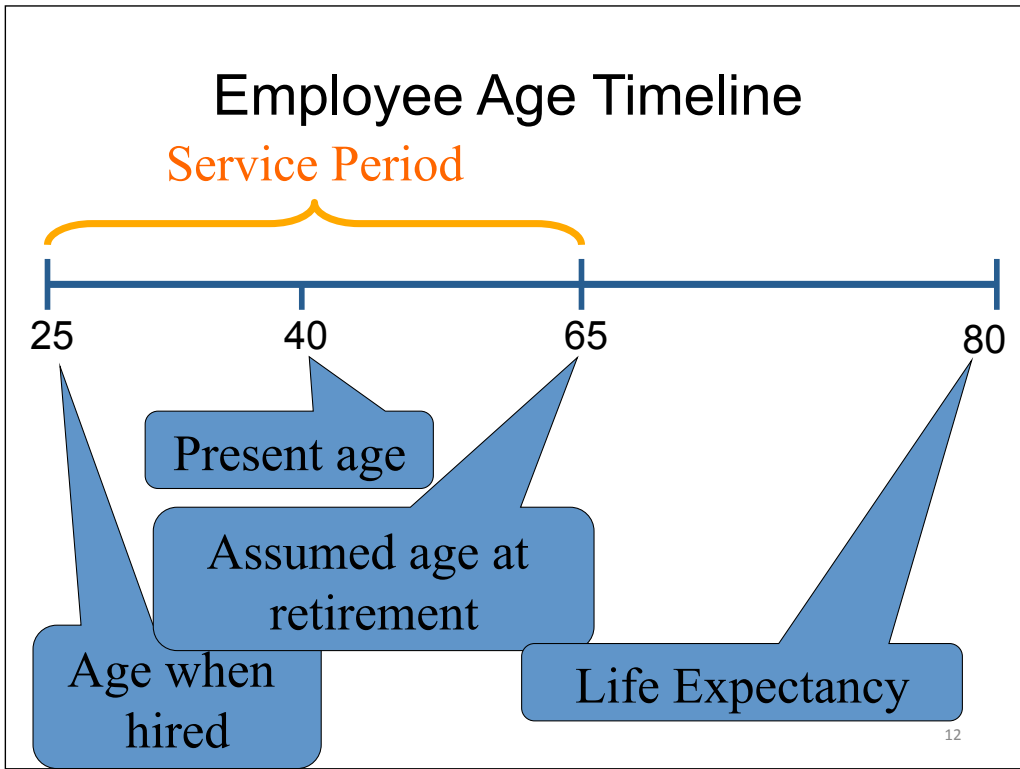 Employee Age Timeline
Service Period
25 40 65 80
Present age
Assumed age at
retirement
Age when
hired
Life Expectancy
12